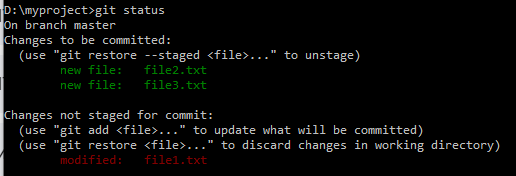 D:\myproject>git status
On branch master
Changes to be committed:
  (use "git restore --staged <file>..." to unstage)
        new file:   file2.txt
        new file:   file3.txt

Changes not staged for commit:
  (use "git add <file>..." to update what will be committed)
  (use "git restore <file>..." to discard changes in working directory)
        modified:   file1.txt